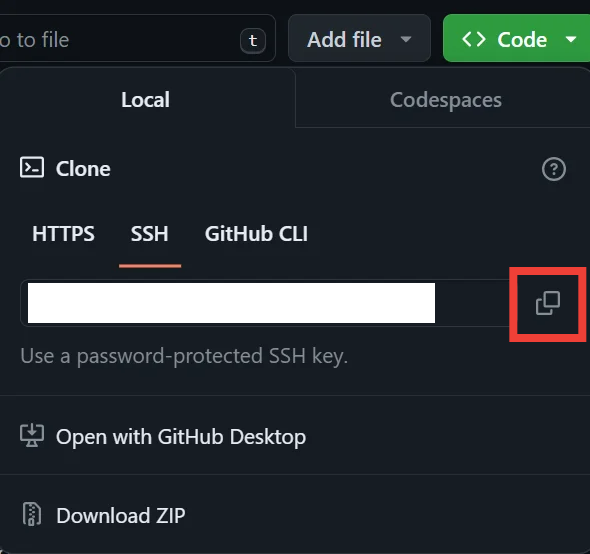 o to file t Add file <> Code
Local Codespaces
Clone
HTTPS SSH GitHub CLI
Use a password-protected SSH key.
Open with GitHub Desktop
Download ZIP